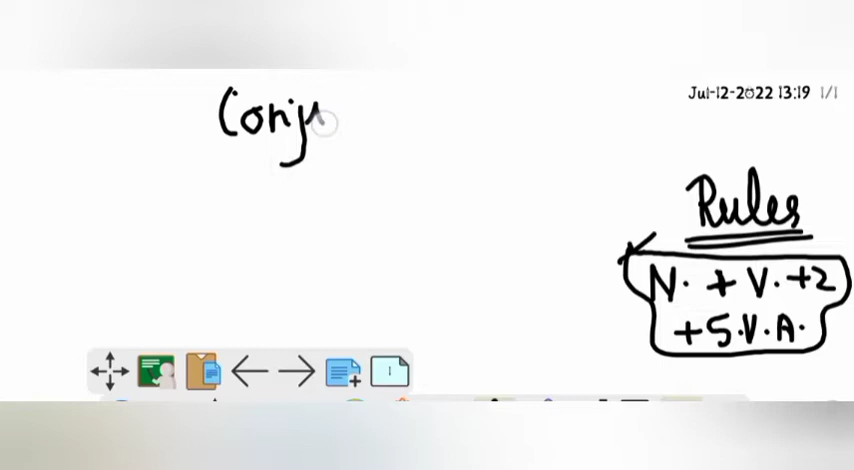 Conju
Jul-12-2022 13:19 1/1
Rules
N. + V. +2
+ S.V.A.